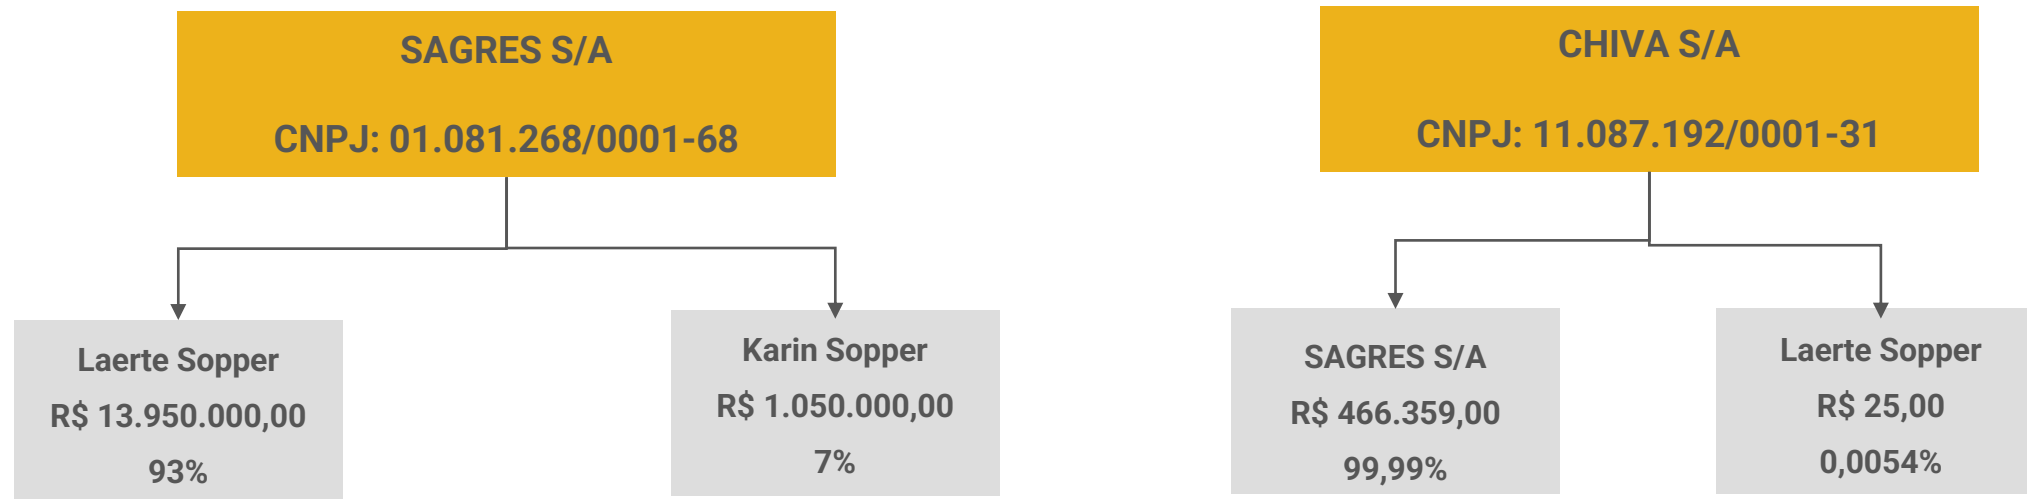 SAGRES S/A
CNPJ: 01.081.268/0001-68
Laerte Sopper
R$ 13.950.000,00
93%
Karin Sopper
R$ 1.050.000,00
7%
CHIVA S/A
CNPJ: 11.087.192/0001-31
SAGRES S/A
R$ 466.359,00
99,99%
Laerte Sopper
R$ 25,00
0,0054%